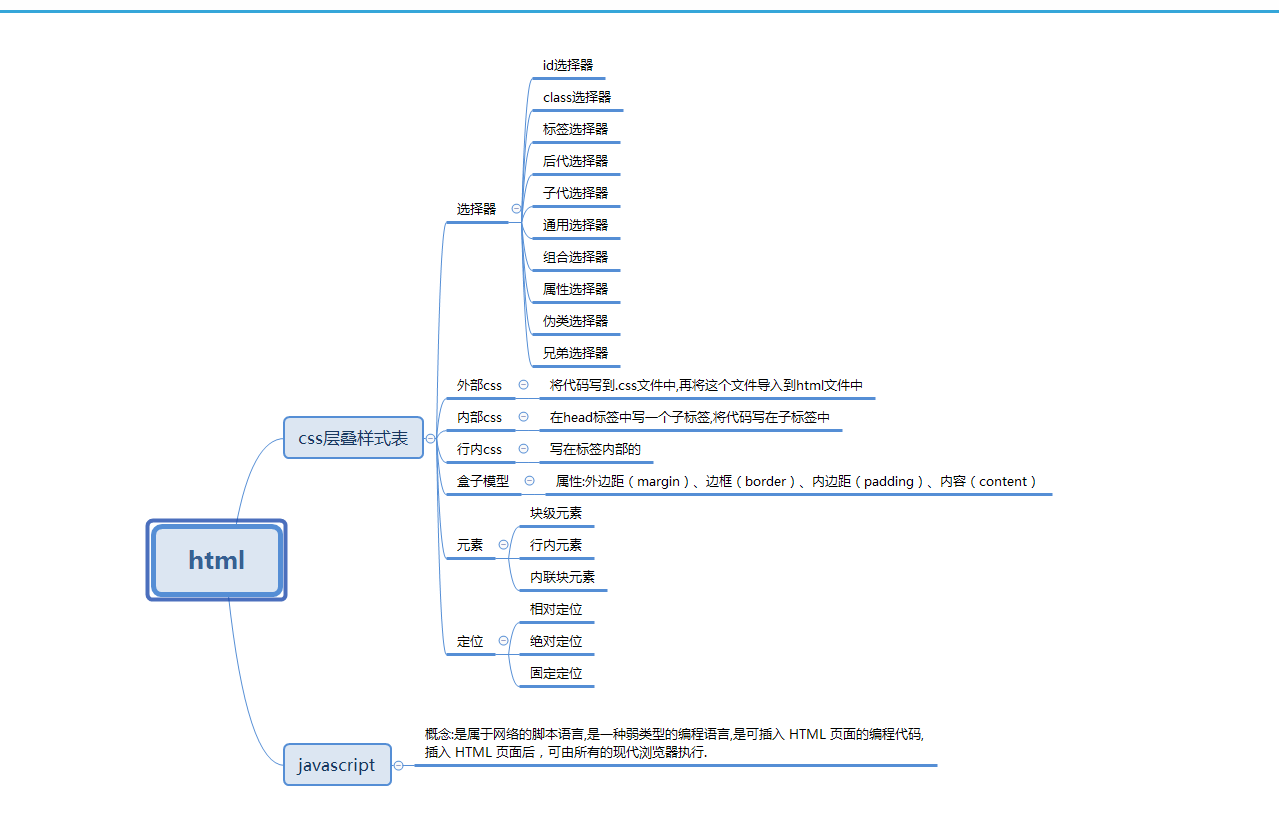 id选择器
class选择器
标签选择器
后代选择器
子代选择器
选择器
通用选择器
组合选择器
属性选择器
伪类选择器
兄弟选择器
外部css
将代码写到.css文件中,再将这个文件导入到html文件中
内部css
在head标签中写一个子标签,将代码写在子标签中
css层叠样式表
行内css
写在标签内部的
盒子模型
属性:外边距（margin）、边框（border）、内边距（padding）、内容（content）
块级元素
元素
行内元素
内联块元素
html
相对定位
定位
绝对定位
固定定位
概念:是属于网络的脚本语言,是一种弱类型的编程语言,是可插入 HTML 页面的编程代码,
插入 HTML 页面后，可由所有的现代浏览器执行.
javascript